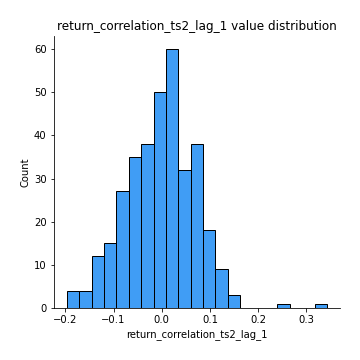 return_correlation_ts2_lag_1 value distribution
60
50
40
30
20
10
0
Count
−0.2 −0.1 0.0 0.1 0.2 0.3
return_correlation_ts2_lag_1